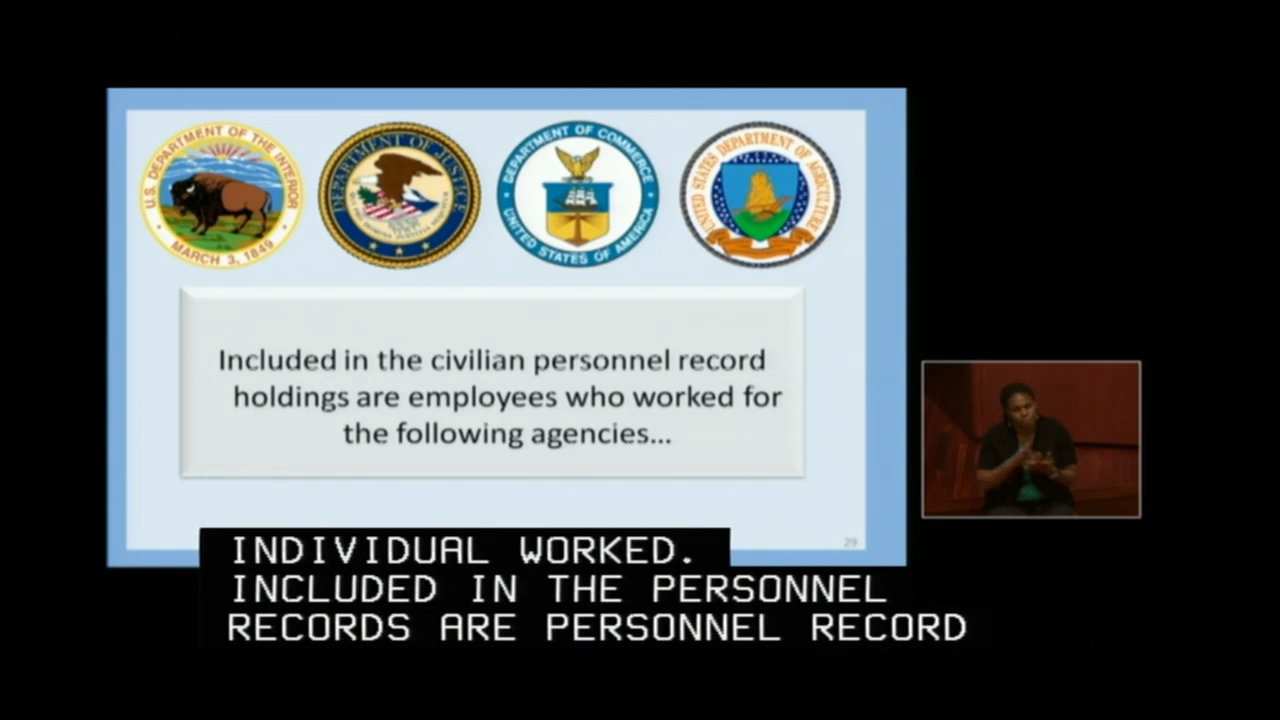 U.S. DEPARTMENT OF THE INTERIOR
MARCH 3, 1849
DEPARTMENT OF JUSTICE
DEPARTMENT OF COMMERCE
UNITED STATES OF AMERICA
UNITED STATES DEPARTMENT OF AGRICULTURE
Included in the civilian personnel record
holdings are employees who worked for
the following agencies...
29
INDIVIDUAL WORKED.
INCLUDED IN THE PERSONNEL
RECORDS ARE PERSONNEL RECORD